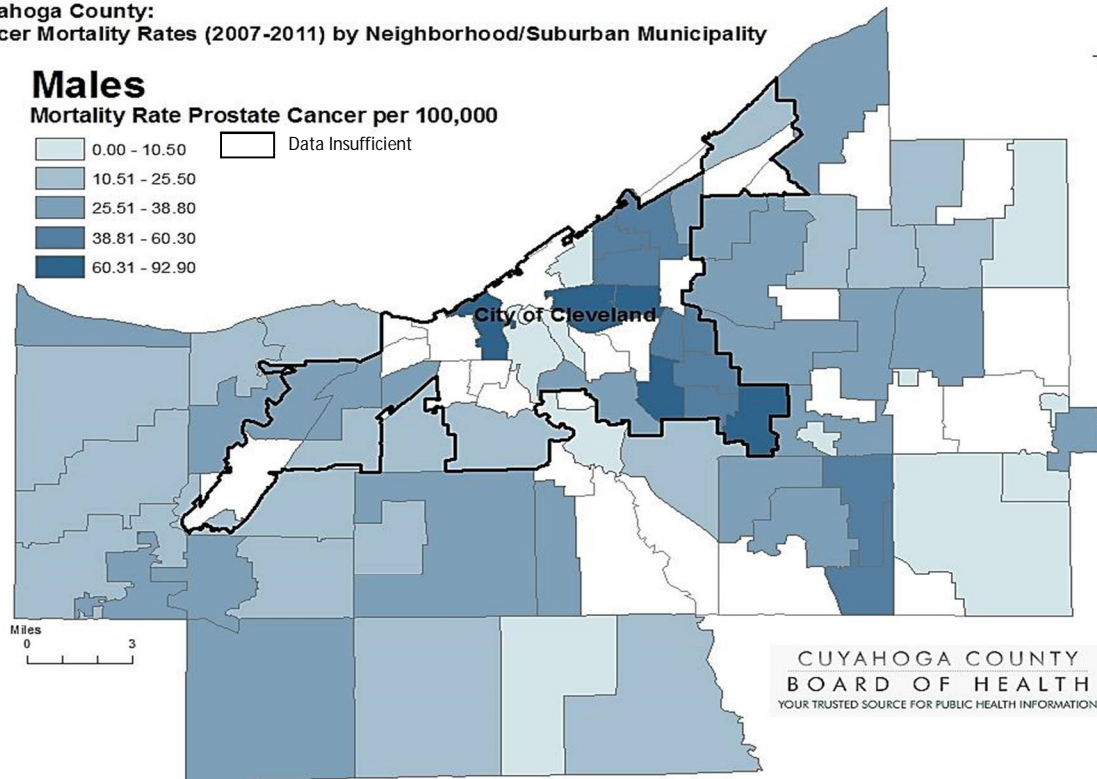 ahoga County:
cer Mortality Rates (2007-2011) by Neighborhood/Suburban Municipality
Males
Mortality Rate Prostate Cancer per 100,000
0.00 - 10.50
Data Insufficient
10.51 - 25.50
25.51 - 38.80
38.81 - 60.30
60.31 - 92.90
City of Cleveland
Miles
0 3
CUYAHOGA COUNTY
BOARD OF HEALTH
YOUR TRUSTED SOURCE FOR PUBLIC HEALTH INFORMATION